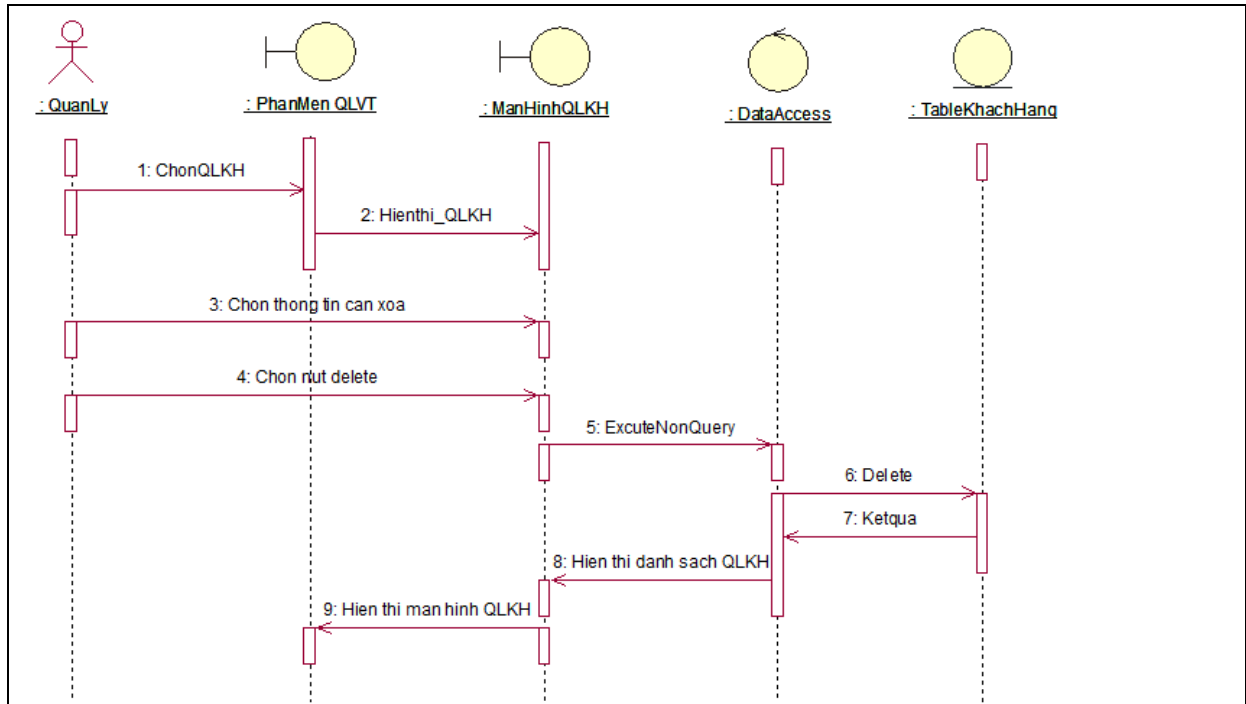 : QuanLy
: PhanMen QLVT
: ManHinhQLKH
: DataAccess
: TableKhachHang
1: ChonQLKH
2: Hienthi_QLKH
3: Chon thong tin can xoa
4: Chon nut delete
5: ExcuteNonQuery
6: Delete
7: Ketqua
8: Hien thi danh sach QLKH
9: Hien thi man hinh QLKH